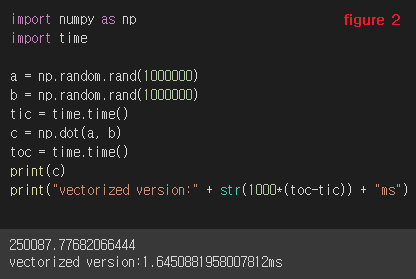 import numpy as np
figure 2
import time
a = np.random.rand(1000000)
b = np.random.rand(1000000)
tic = time.time()
c = np.dot(a, b)
toc = time.time()
print(c)
print("vectorized version:" + str(1000*(toc-tic)) + "ms")
250087.77682066444
vectorized version:1.6450881958007812ms